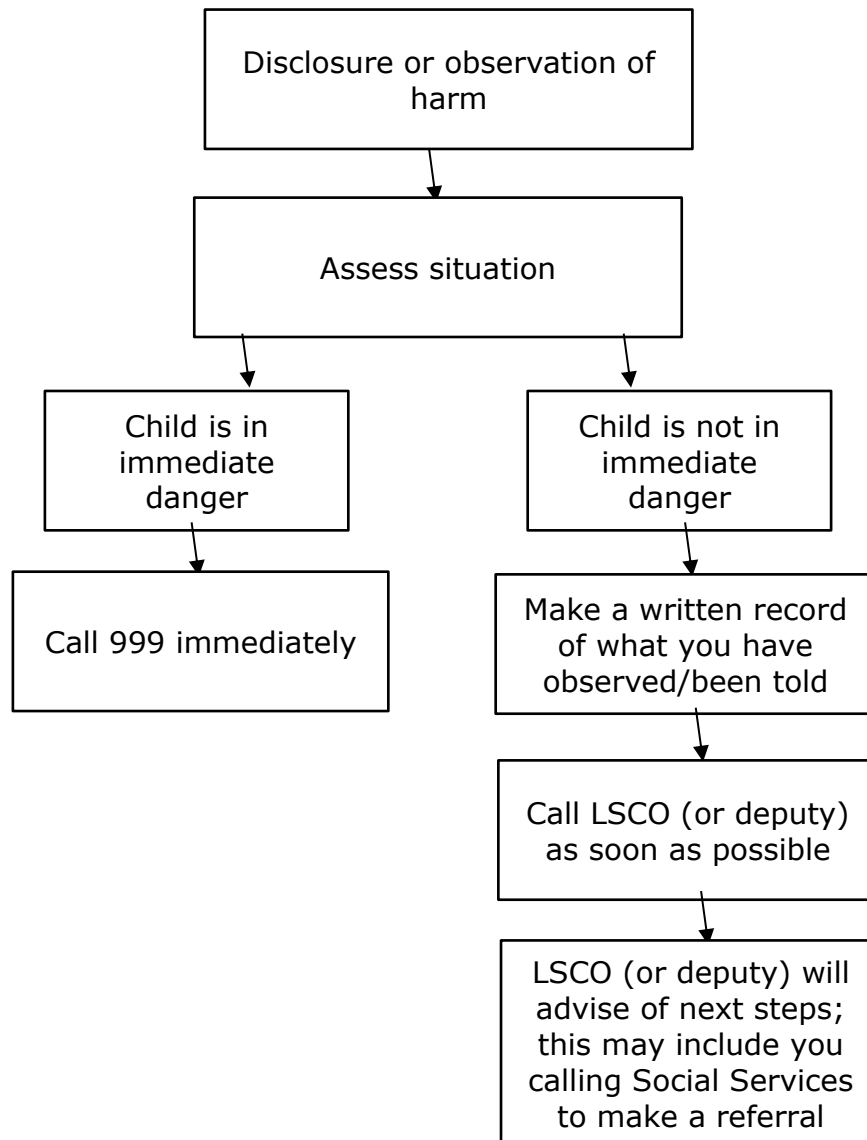 Disclosure or observation of
harm
Assess situation
Child is in
immediate
danger
Call 999 immediately
Child is not in
immediate
danger
Make a written record
of what you have
observed/been told
Call LSCO (or deputy)
as soon as possible
LSCO (or deputy) will
advise of next steps;
this may include you
calling Social Services
to make a referral